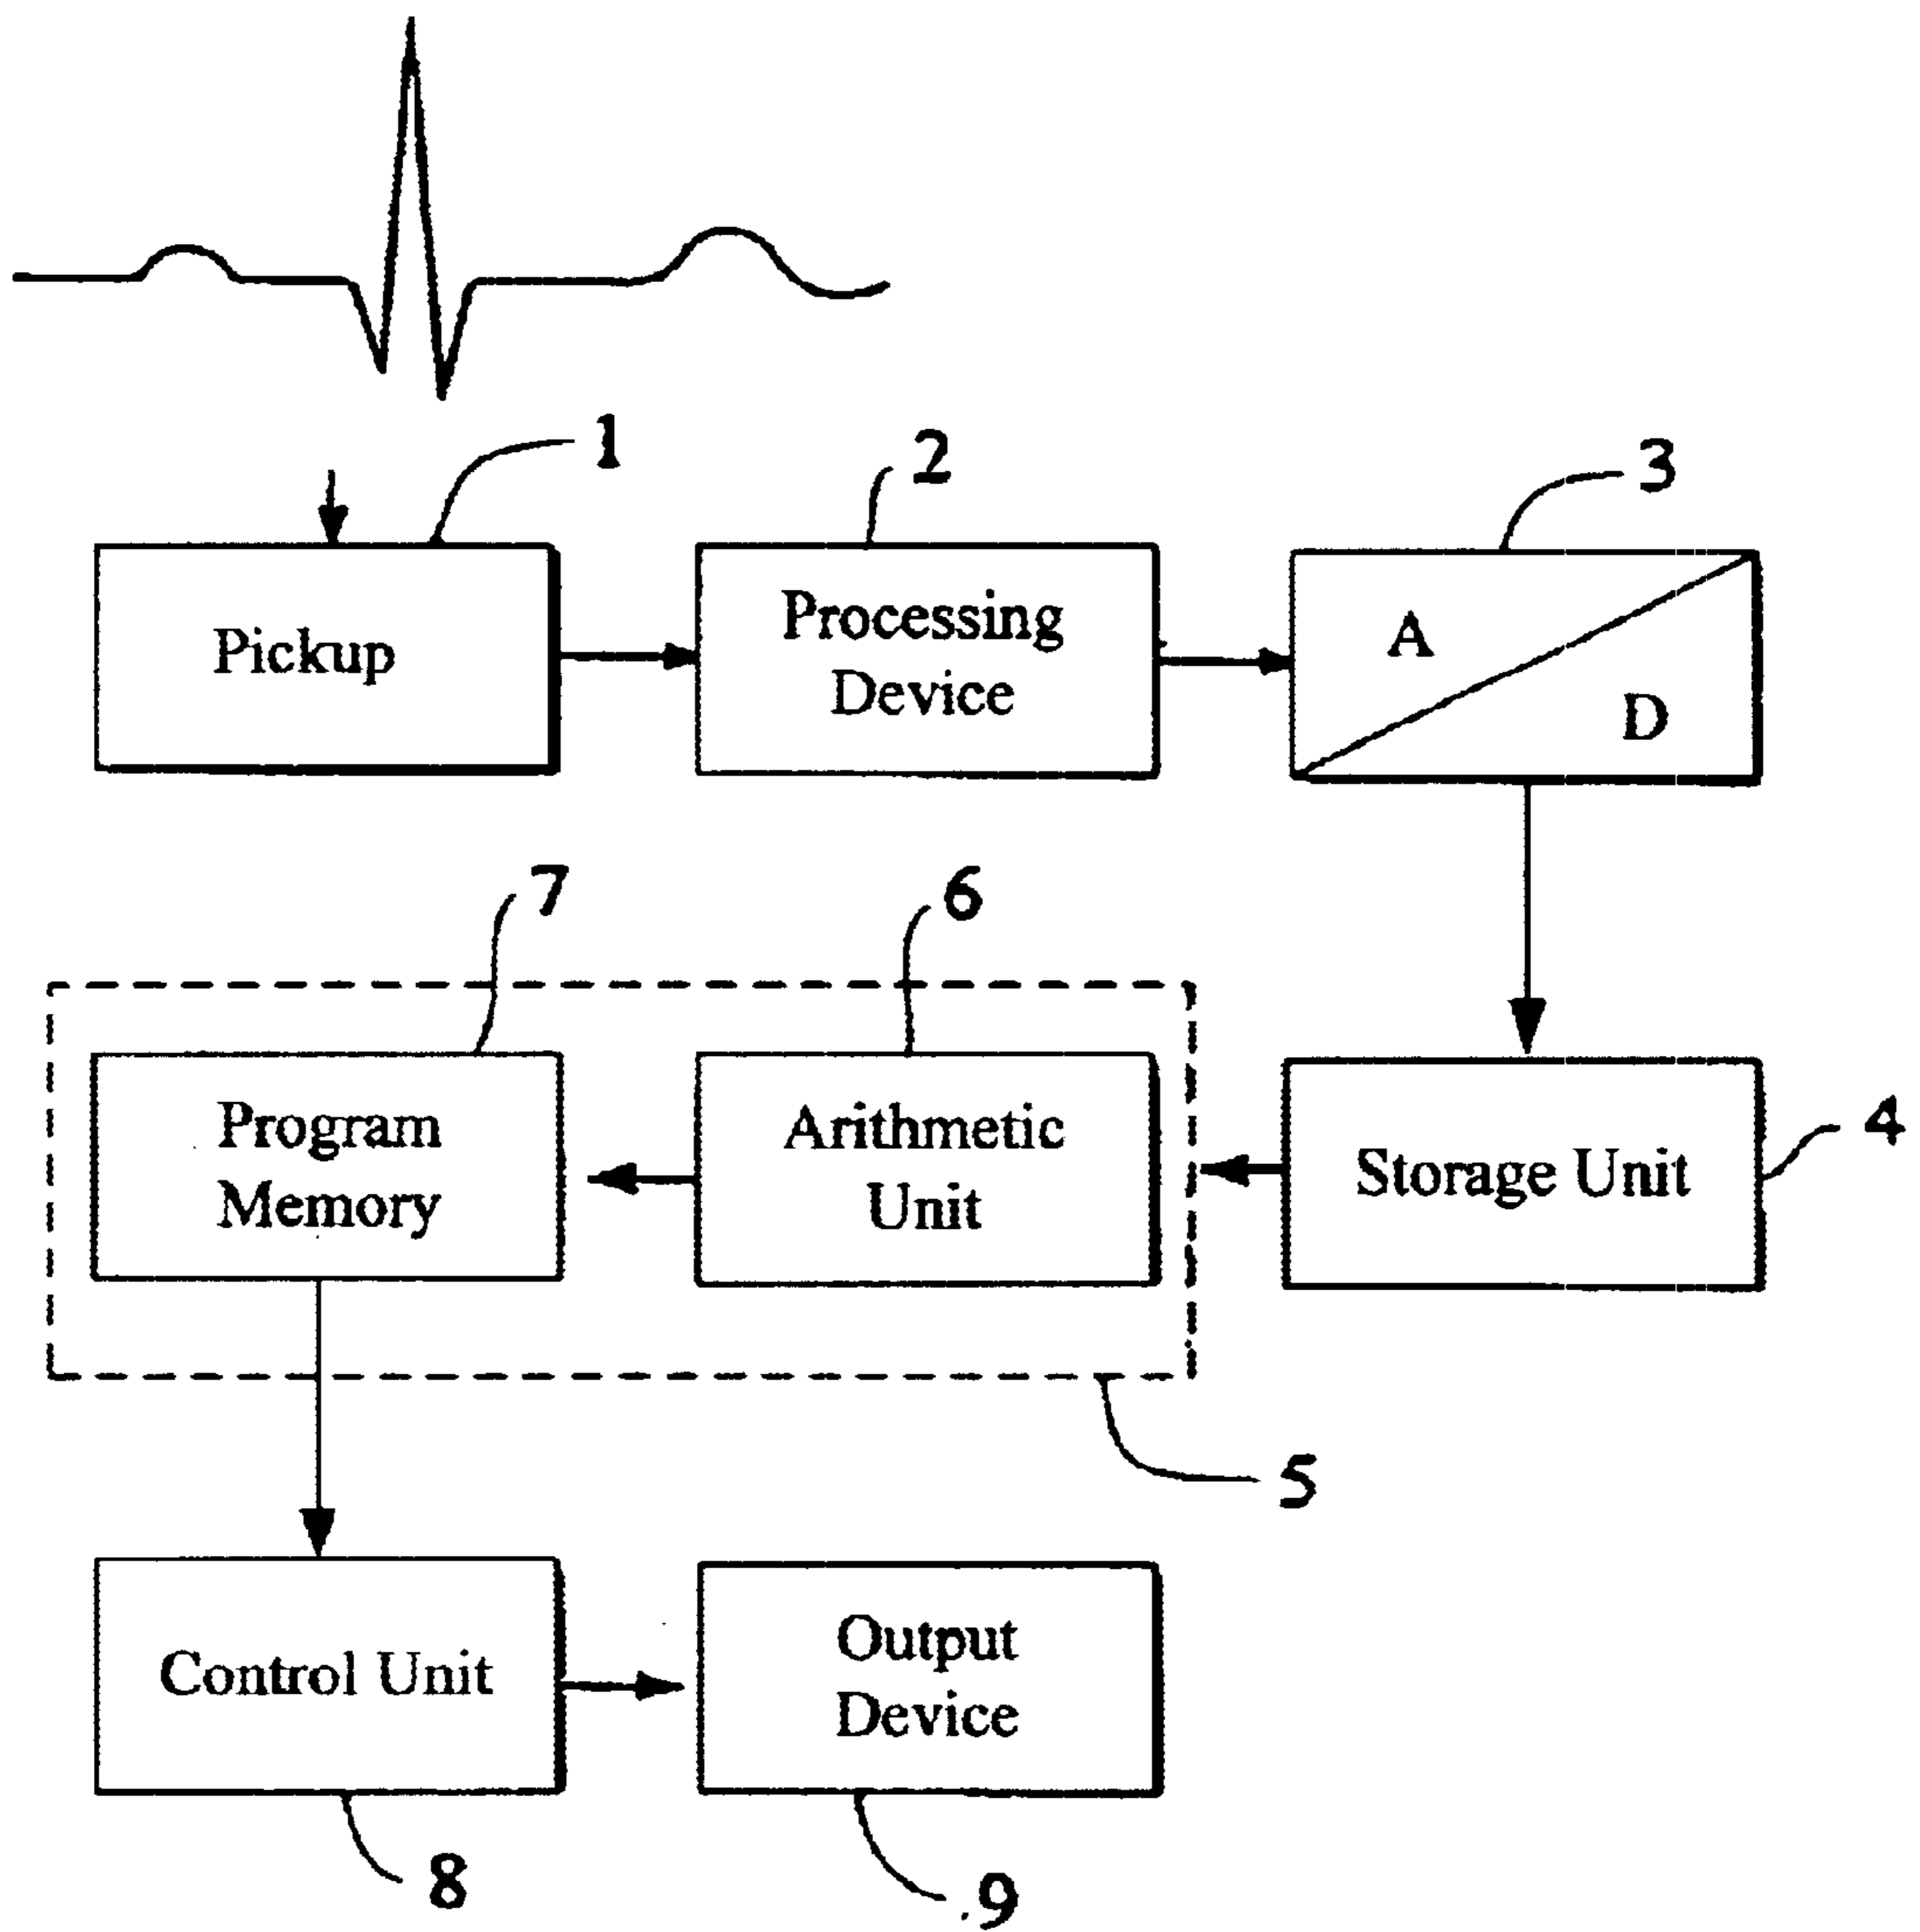 1
2
3
Pickup
Processing
Device
A
D
7
6
Program
Memory
Arithmetic
Unit
Storage Unit
4
5
Control Unit
Output
Device
8
9